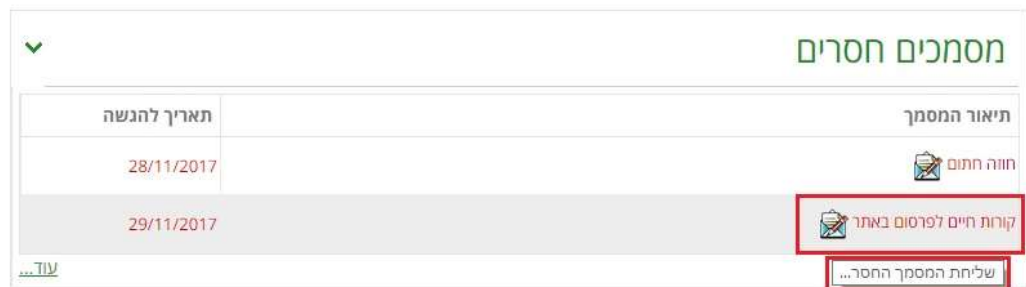 מסמכים חסרים
תיאור המסמך תאריך להגשה
חוזה חתום 28/11/2017
קורות חיים לפרסום באתר 29/11/2017
שליחת המסמך החסר...
עוד...